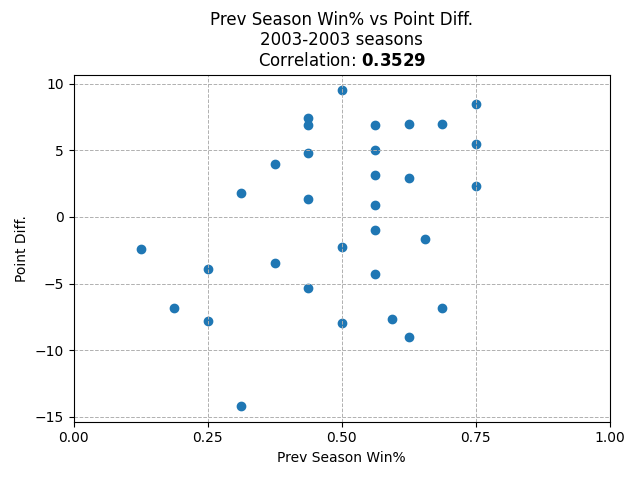 Prev Season Win% vs Point Diff.
2003-2003 seasons
Correlation: 0.3529
10
5
0
−5
−10
−15
Point Diff.
0.00 0.25 0.50 0.75 1.00
Prev Season Win%